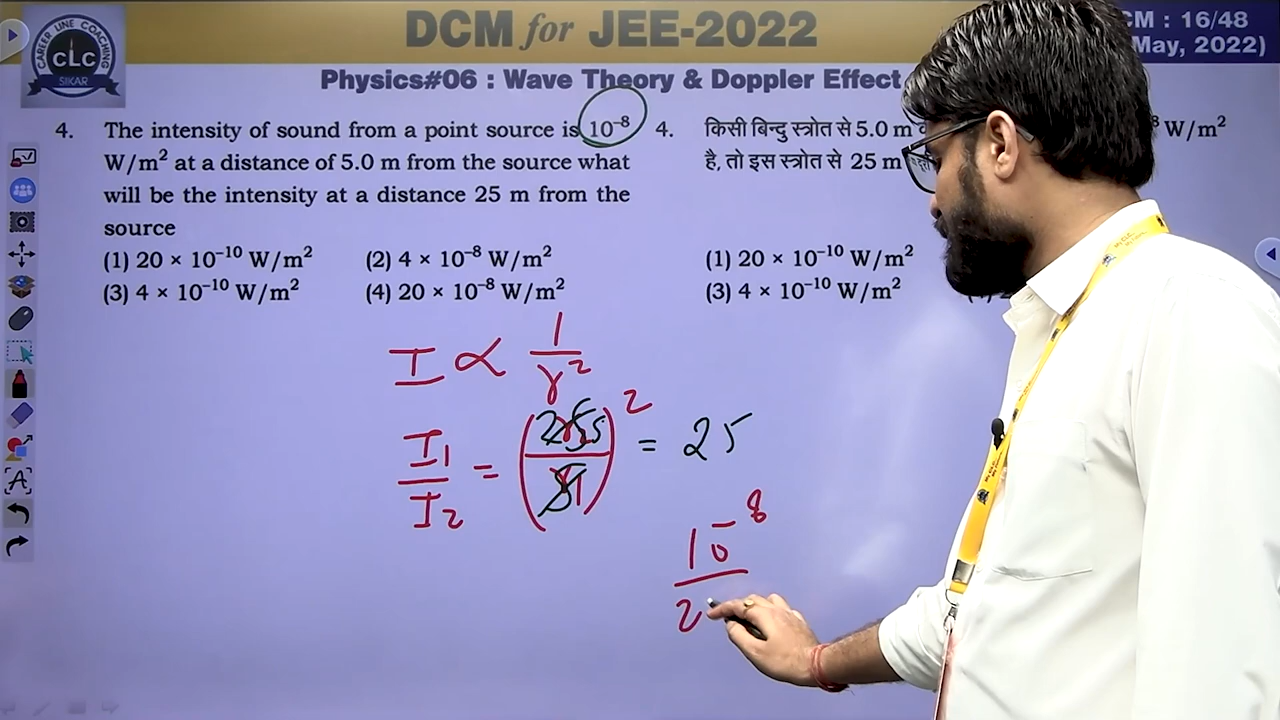 DCM for JEE-2022
CM : 16/48
May, 2022)
CAREER LINE COACHING
CLC
SIKAR
Physics#06 : Wave Theory & Doppler Effect
4. The intensity of sound from a point source is 10⁻⁸
W/m² at a distance of 5.0 m from the source what
will be the intensity at a distance 25 m from the
source
(1) 20 × 10⁻¹⁰ W/m² (2) 4 × 10⁻⁸ W/m²
(3) 4 × 10⁻¹⁰ W/m² (4) 20 × 10⁻⁸ W/m²
4. किसी बिन्दु स्त्रोत से 5.0 m W/m²
है, तो इस स्त्रोत से 25 m
(1) 20 × 10⁻¹⁰ W/m²
(3) 4 × 10⁻¹⁰ W/m²
I ∝ 1/r²
I₁/I₂ = ( )² = 25
10⁻⁸
2